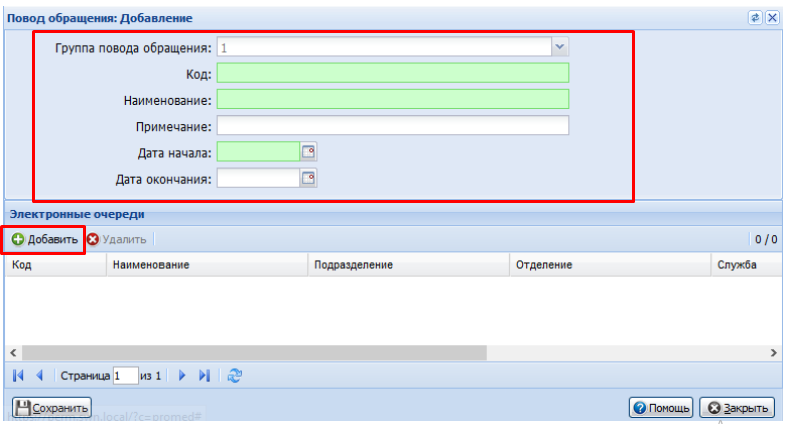 Повод обращения: Добавление
Группа повода обращения: 1
Код:
Наименование:
Примечание:
Дата начала:
Дата окончания:
Электронные очереди
Добавить Удалить 0 / 0
Код Наименование Подразделение Отделение Служба
Страница 1 из 1
Сохранить Помощь Закрыть
.local/?c=promed#